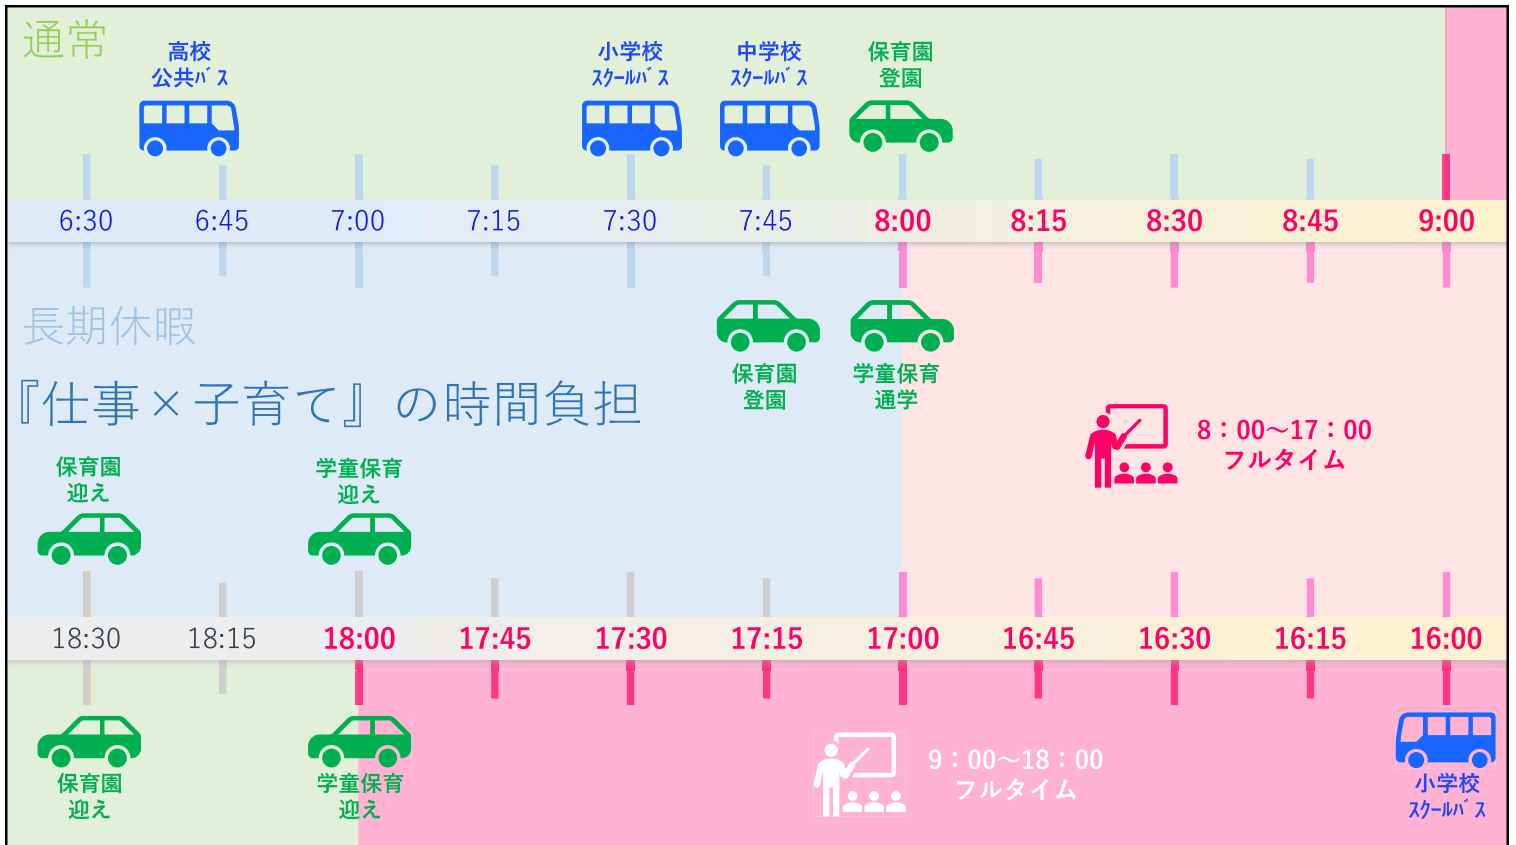 通常
高校
公共ﾊﾞｽ
小学校
ｽｸｰﾙﾊﾞｽ
中学校
ｽｸｰﾙﾊﾞｽ
保育園
登園
6:30 6:45 7:00 7:15 7:30 7:45 8:00 8:15 8:30 8:45 9:00
長期休暇
保育園
登園
学童保育
通学
『仕事×子育て』の時間負担
8：00～17：00
フルタイム
保育園
迎え
学童保育
迎え
18:30 18:15 18:00 17:45 17:30 17:15 17:00 16:45 16:30 16:15 16:00
保育園
迎え
学童保育
迎え
9：00～18：00
フルタイム
小学校
ｽｸｰﾙﾊﾞｽ